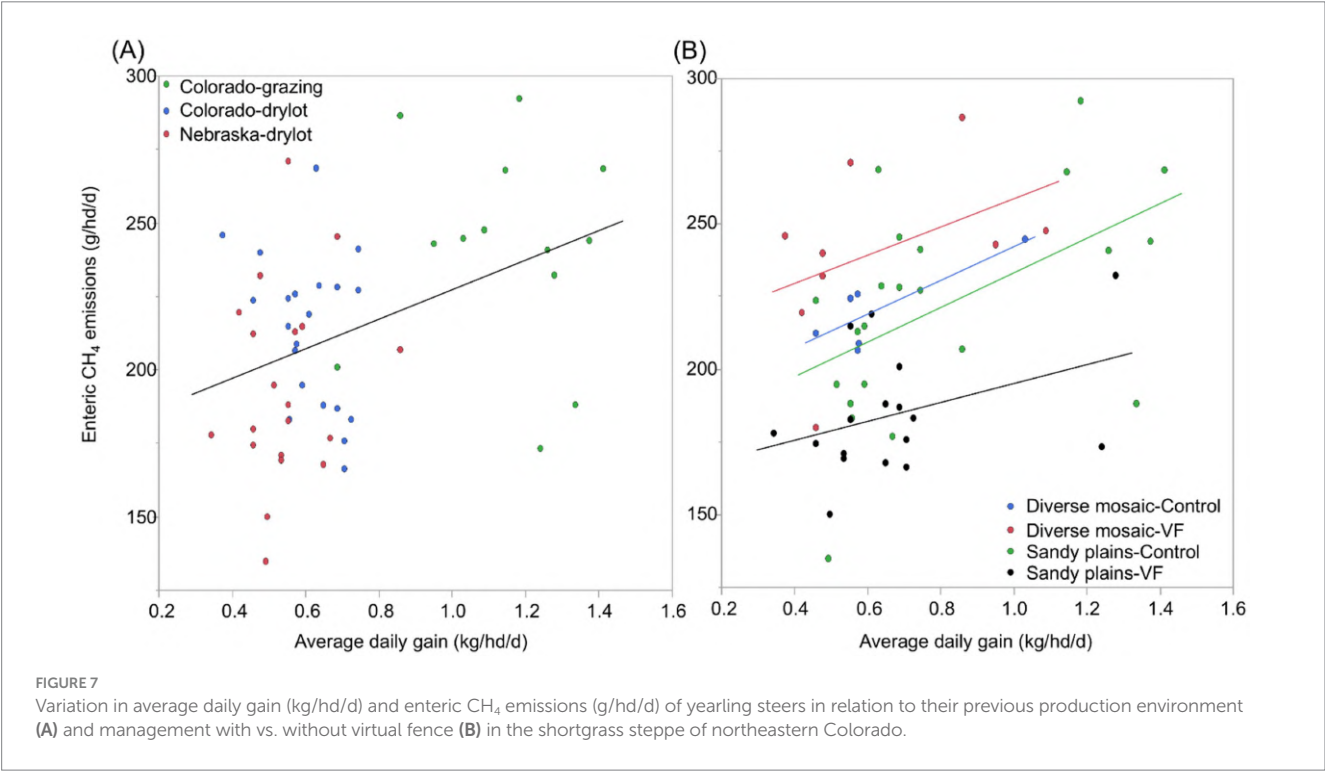 (A)
300
Colorado-grazing
Colorado-drylot
Nebraska-drylot
250
200
150
Enteric CH₄ emissions (g/hd/d)
0.2 0.4 0.6 0.8 1.0 1.2 1.4 1.6
Average daily gain (kg/hd/d)
(B)
300
250
200
150
Diverse mosaic-Control
Diverse mosaic-VF
Sandy plains-Control
Sandy plains-VF
0.2 0.4 0.6 0.8 1.0 1.2 1.4 1.6
Average daily gain (kg/hd/d)
FIGURE 7
Variation in average daily gain (kg/hd/d) and enteric CH₄ emissions (g/hd/d) of yearling steers in relation to their previous production environment
(A) and management with vs. without virtual fence (B) in the shortgrass steppe of northeastern Colorado.